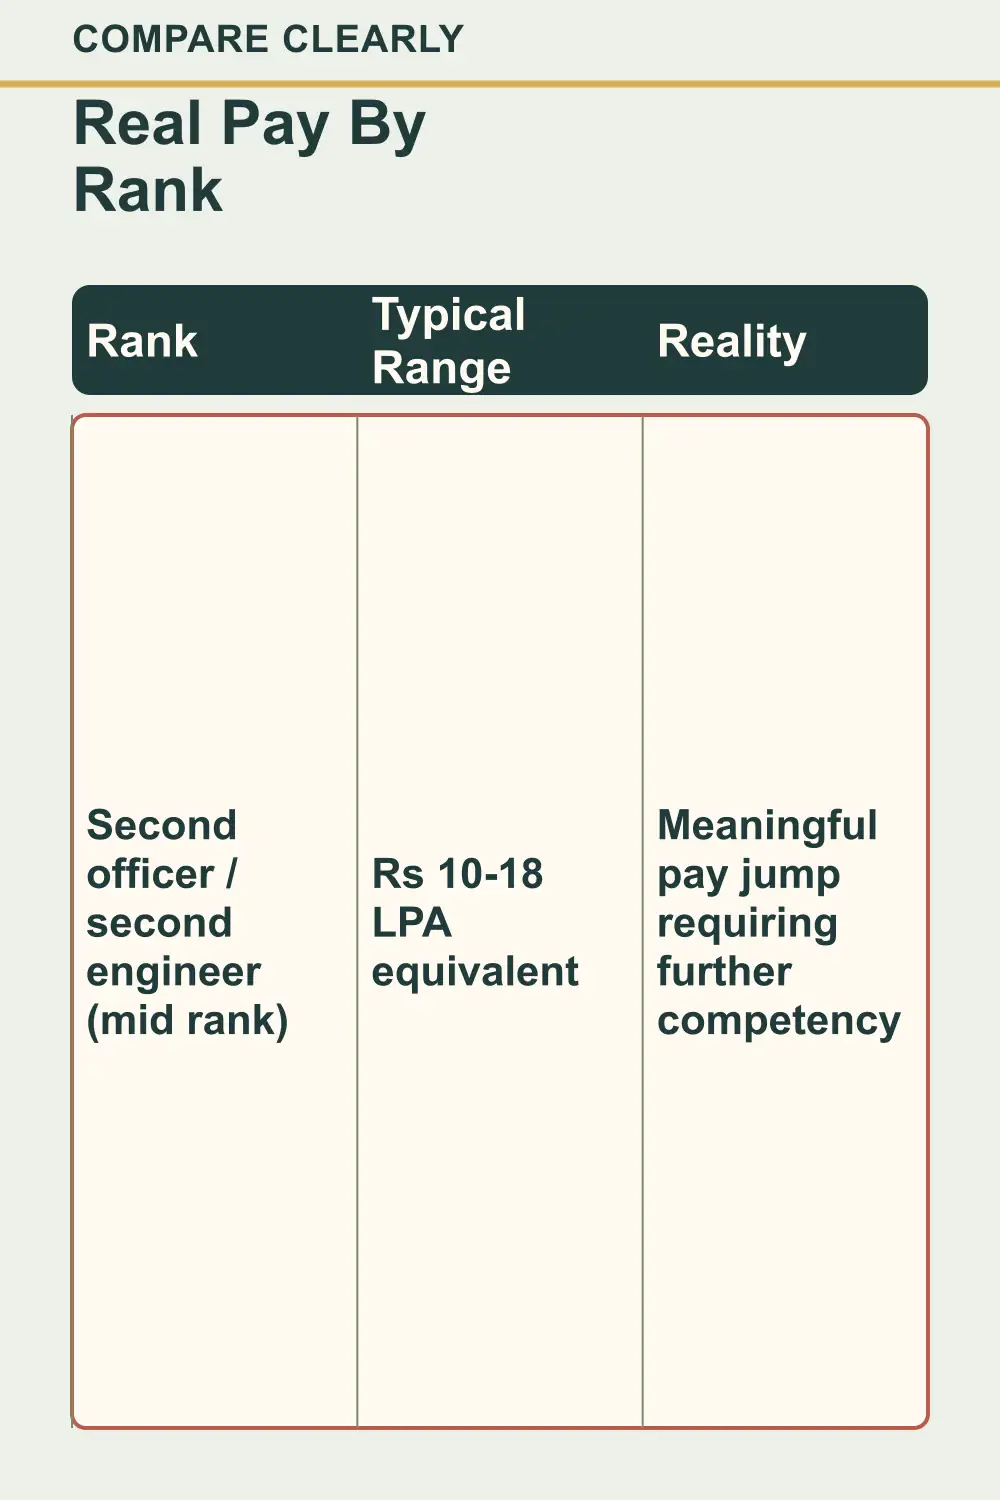 COMPARE CLEARLY
Real Pay By
Rank
Rank
Typical
Range
Reality
Second
officer /
second
engineer
(mid rank)
Rs 10-18
LPA
equivalent
Meaningful
pay jump
requiring
further
competency